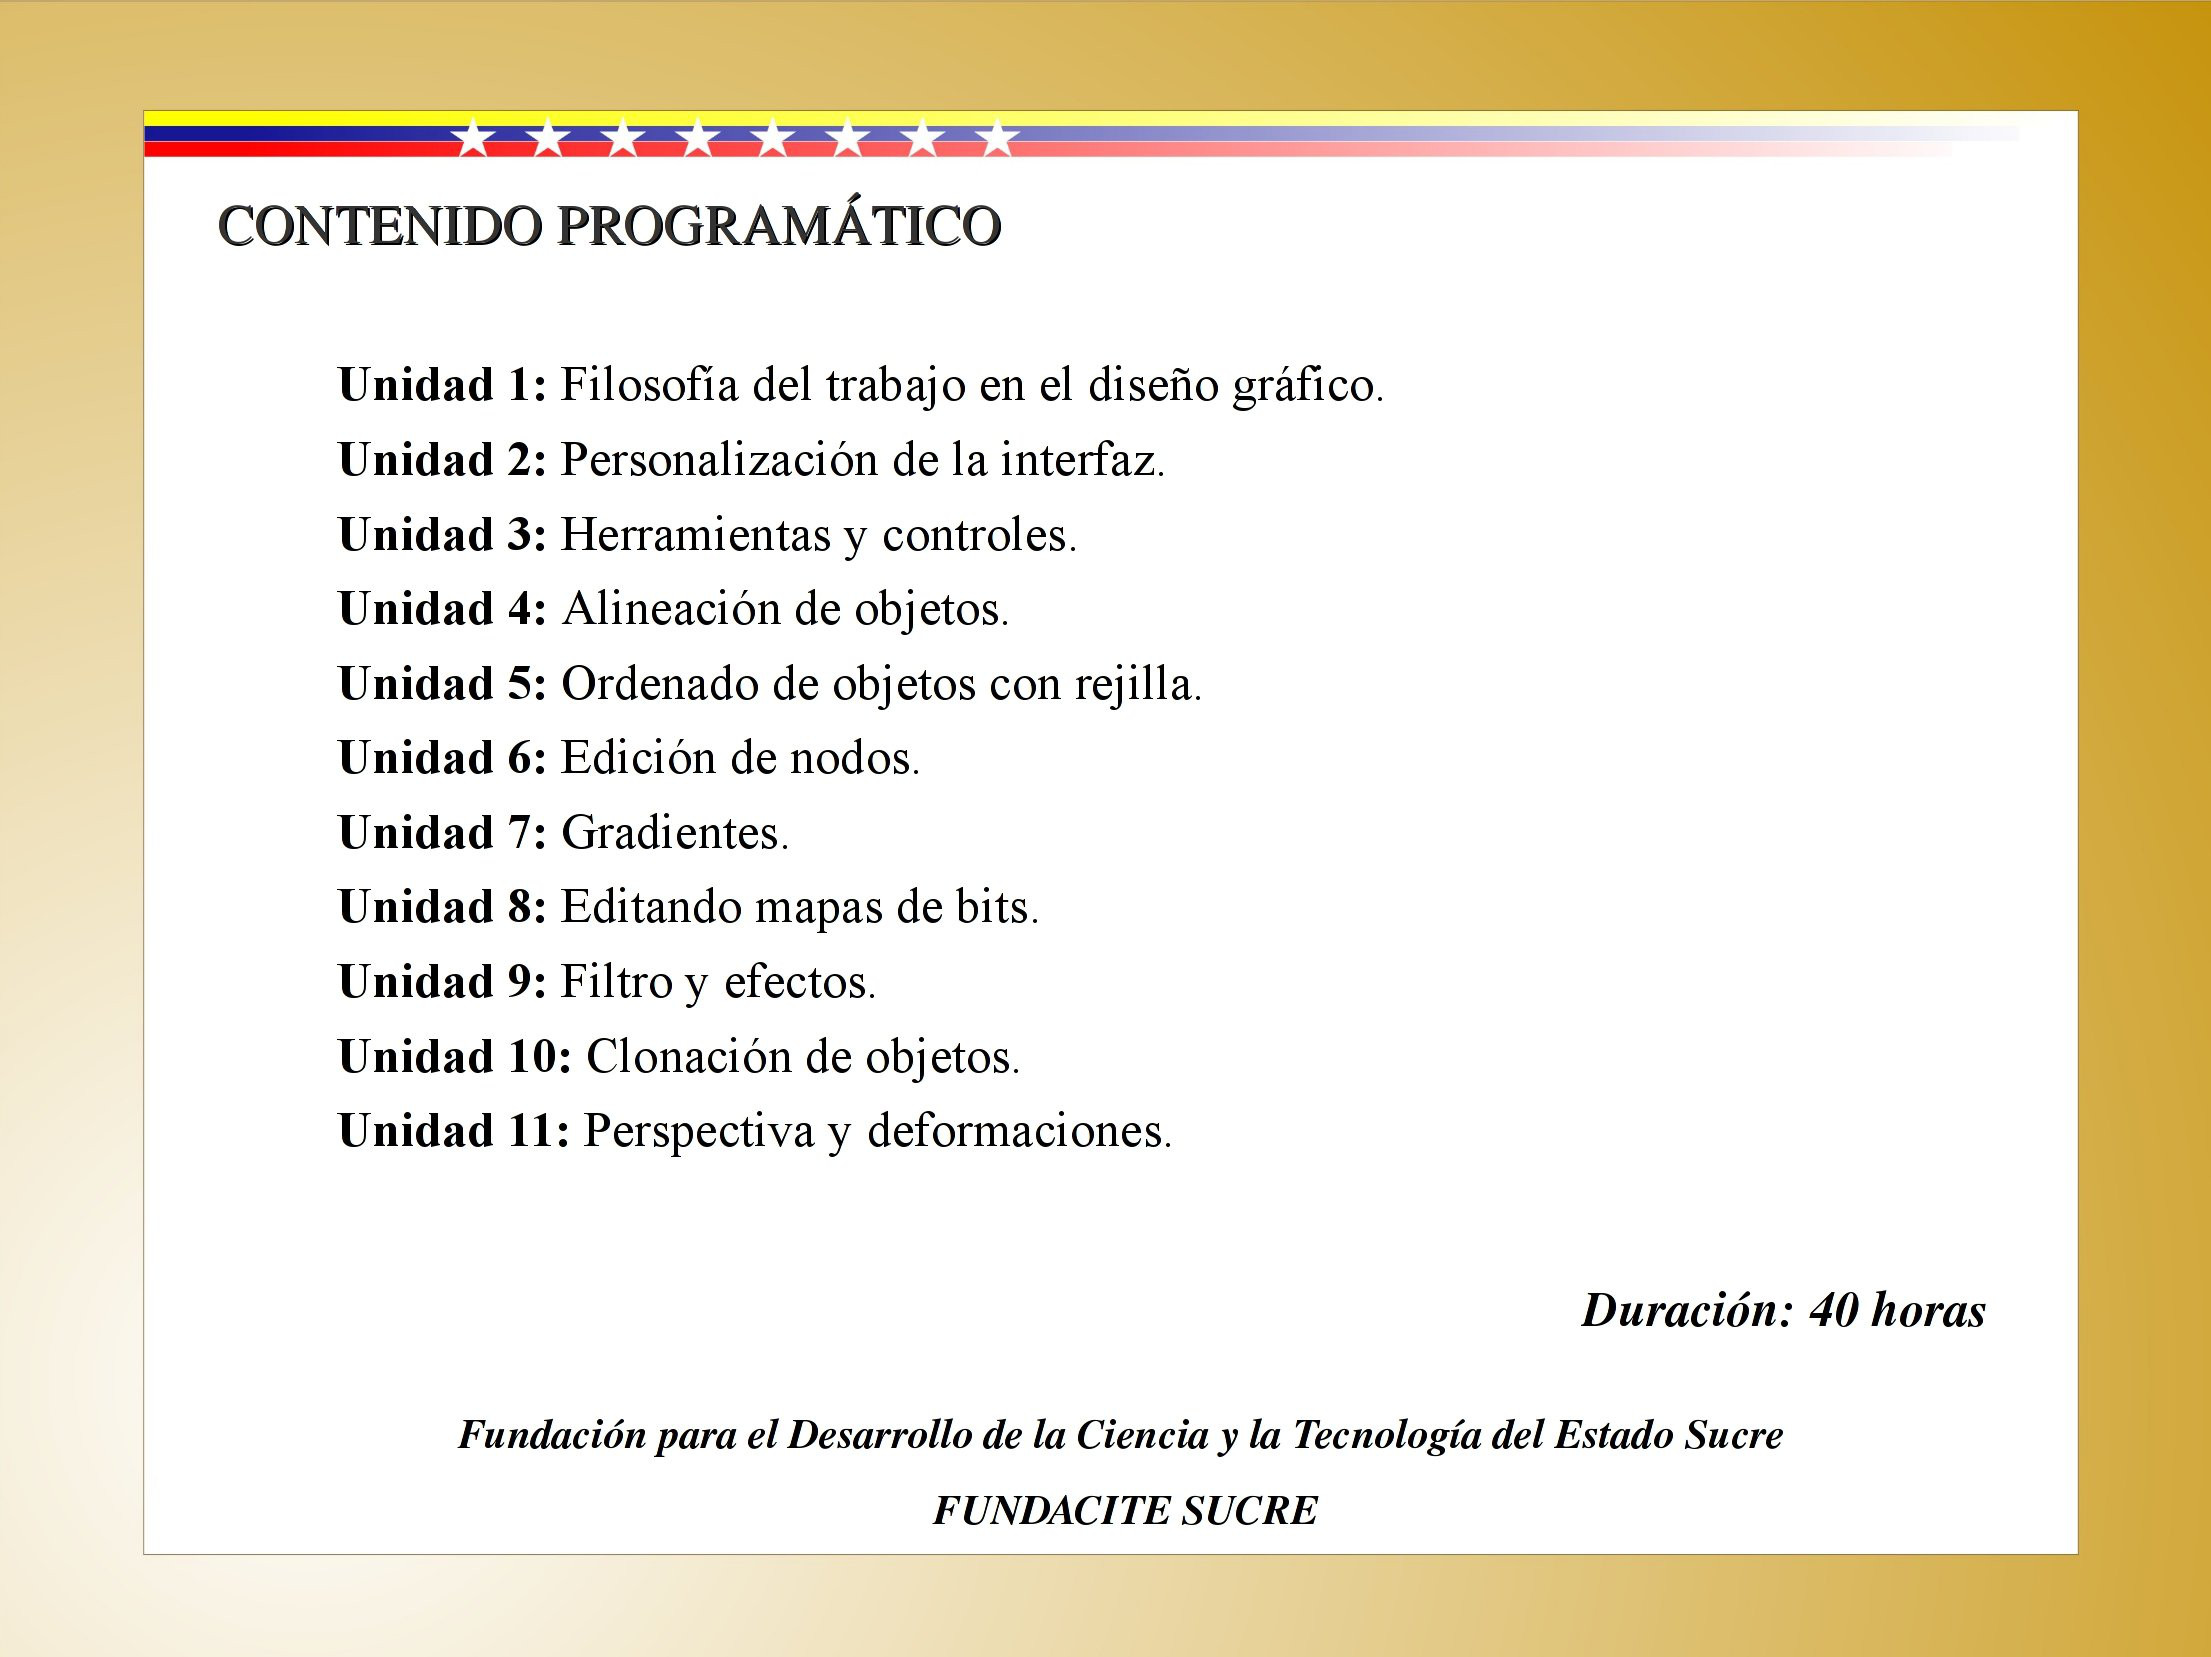 CONTENIDO PROGRAMÁTICO
Unidad 1: Filosofía del trabajo en el diseño gráfico.
Unidad 2: Personalización de la interfaz.
Unidad 3: Herramientas y controles.
Unidad 4: Alineación de objetos.
Unidad 5: Ordenado de objetos con rejilla.
Unidad 6: Edición de nodos.
Unidad 7: Gradientes.
Unidad 8: Editando mapas de bits.
Unidad 9: Filtro y efectos.
Unidad 10: Clonación de objetos.
Unidad 11: Perspectiva y deformaciones.
Duración: 40 horas
Fundación para el Desarrollo de la Ciencia y la Tecnología del Estado Sucre
FUNDACITE SUCRE